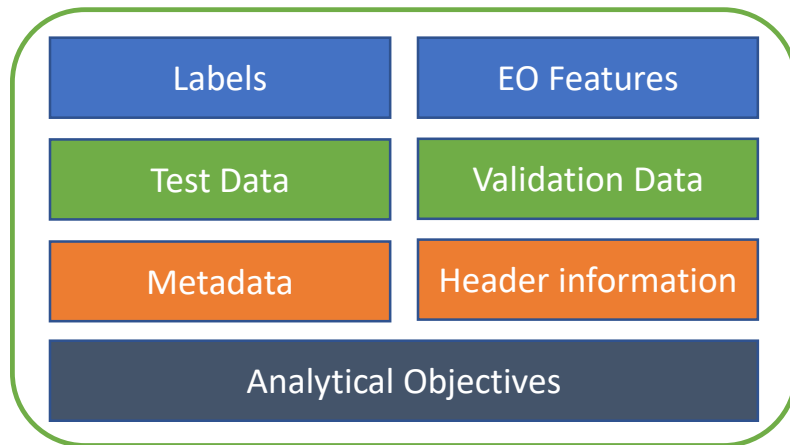 Labels
EO Features
Test Data
Validation Data
Metadata
Header information
Analytical Objectives